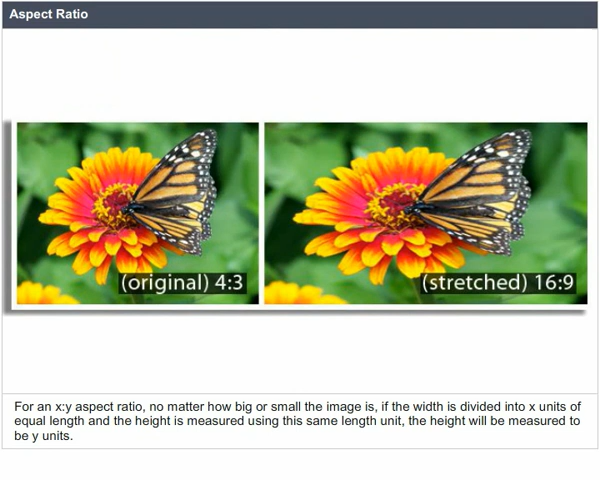 Aspect Ratio
(original) 4:3
(stretched) 16:9
For an x:y aspect ratio, no matter how big or small the image is, if the width is divided into x units of
equal length and the height is measured using this same length unit, the height will be measured to
be y units.